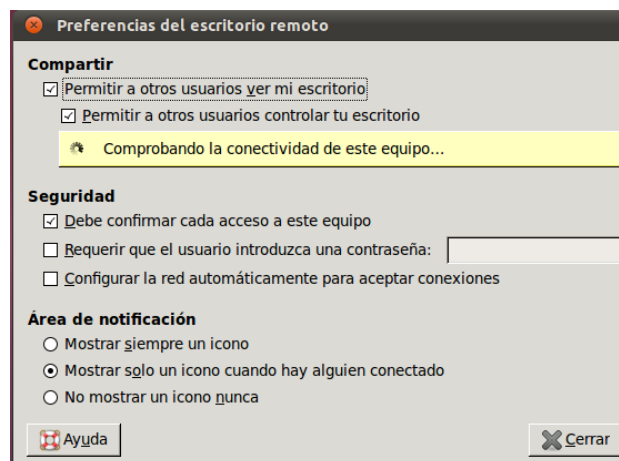 Preferencias del escritorio remoto
Compartir
Permitir a otros usuarios ver mi escritorio
Permitir a otros usuarios controlar tu escritorio
Comprobando la conectividad de este equipo...
Seguridad
Debe confirmar cada acceso a este equipo
Requerir que el usuario introduzca una contraseña:
Configurar la red automáticamente para aceptar conexiones
Área de notificación
Mostrar siempre un icono
Mostrar solo un icono cuando hay alguien conectado
No mostrar un icono nunca
Ayuda Cerrar